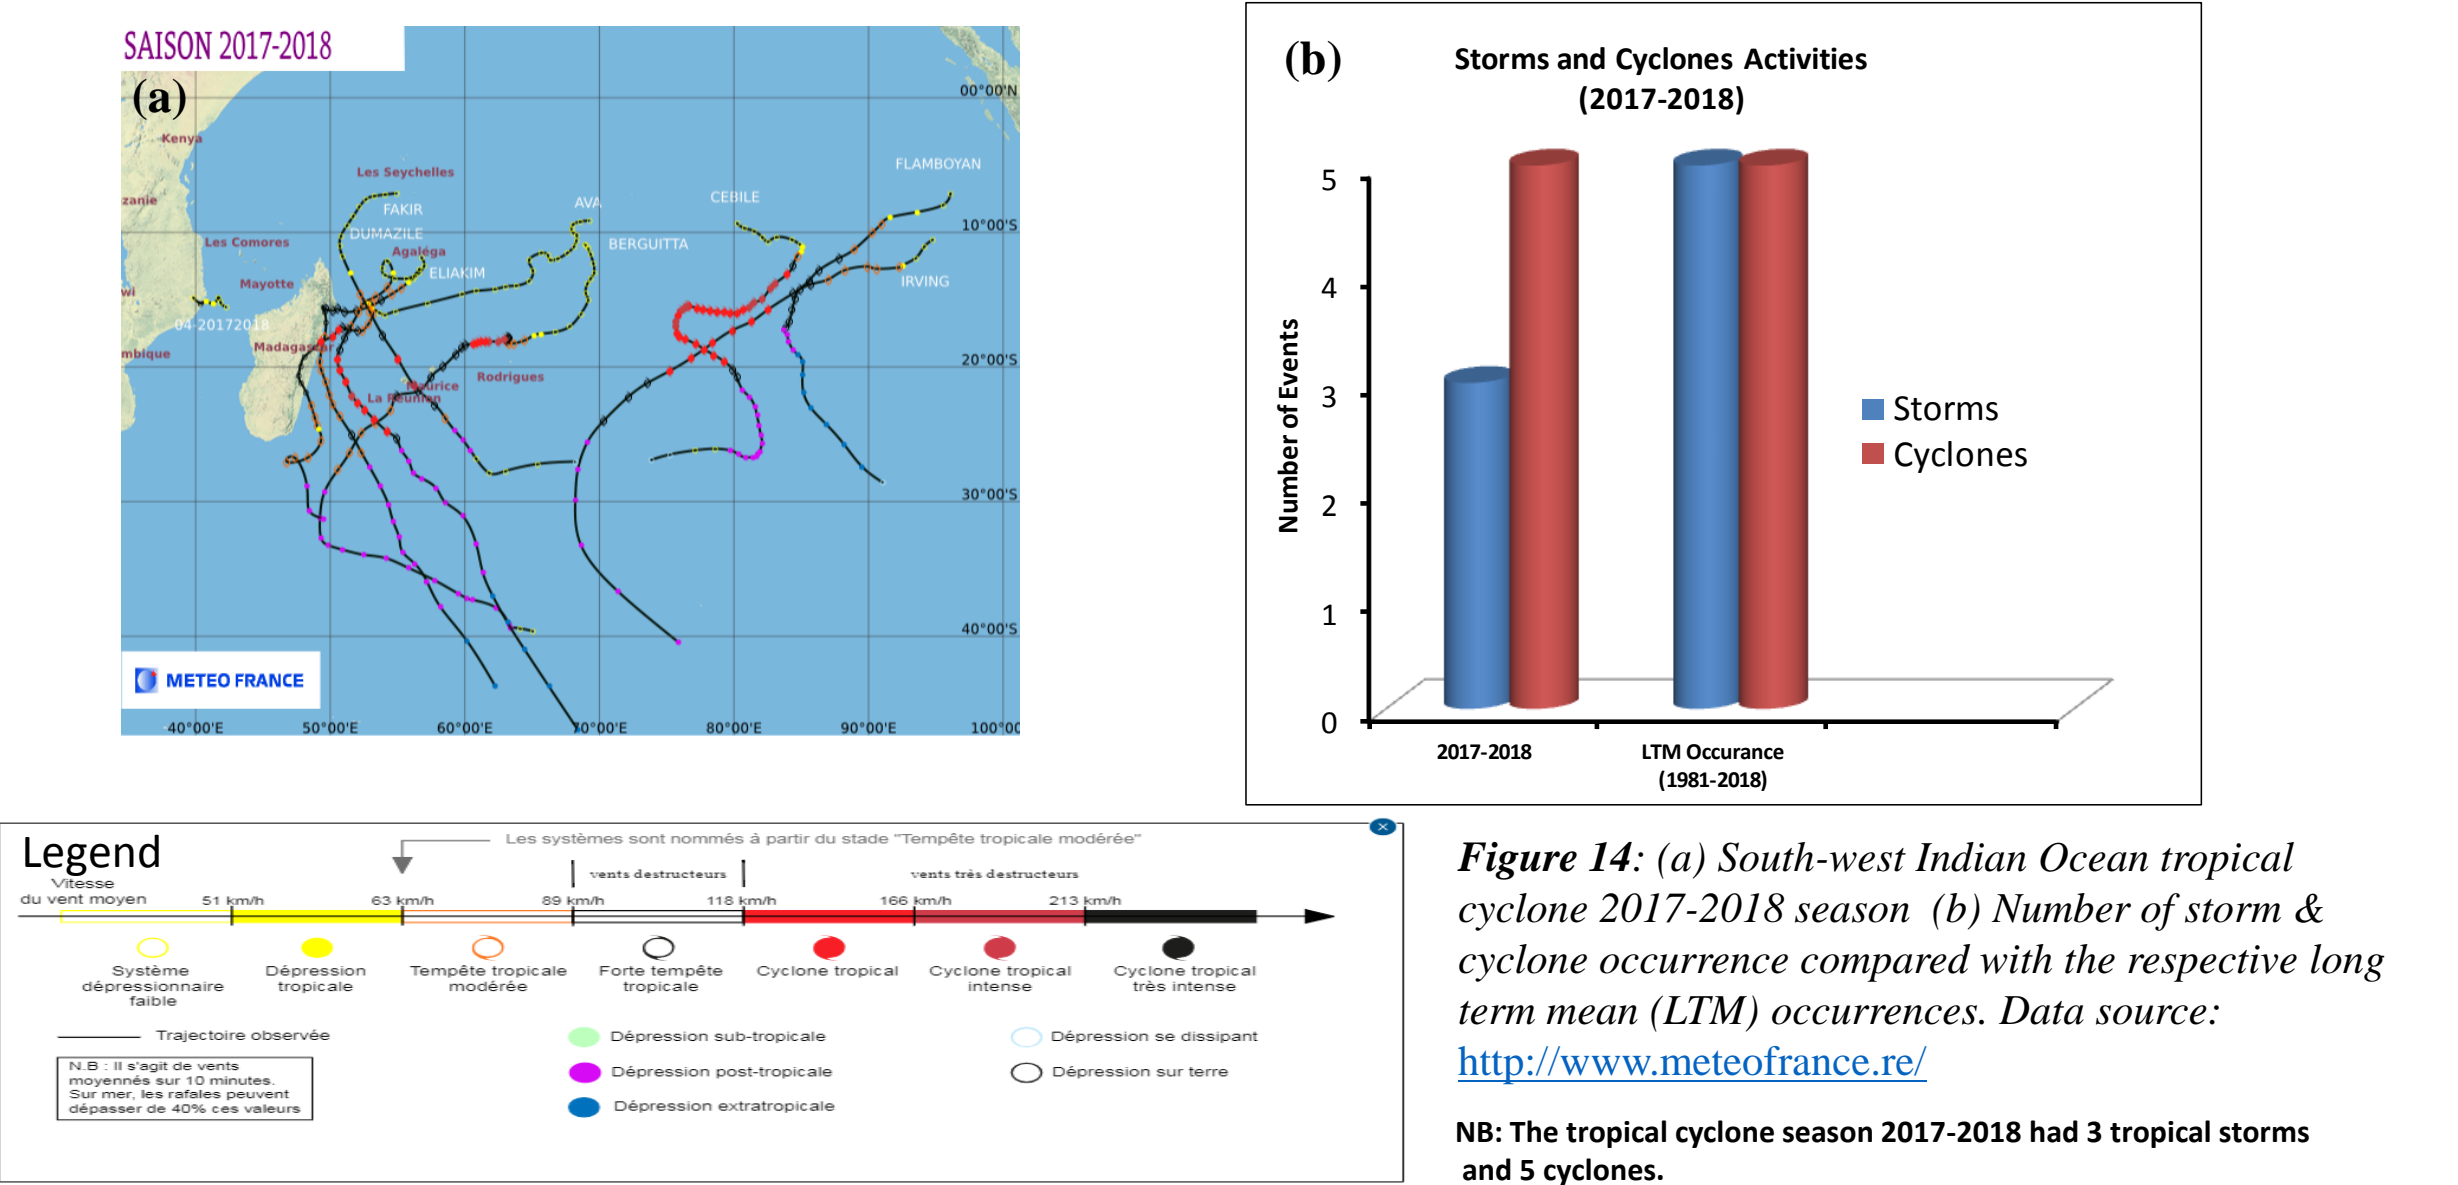 SAISON 2017-2018
(a)
00°00'N
Kenya
Les Seychelles
FLAMBOYAN
zanie
FAKIR
AVA
CEBILE
10°00'S
DUMAZILE
Les Comores
Agaléga
BERGUITTA
ELIAKIM
IRVING
Mayotte
wi
04-20172018
Madagascar
mbique
20°00'S
Rodrigues
Maurice
La Réunion
30°00'S
40°00'S
METEO FRANCE
40°00'E
50°00'E
60°00'E
70°00'E
80°00'E
90°00'E
100°00
(b)
Storms and Cyclones Activities
(2017-2018)
Number of Events
5
4
3
2
1
0
Storms
Cyclones
2017-2018
LTM Occurance
(1981-2018)
Legend
Les systèmes sont nommés à partir du stade "Tempête tropicale modérée"
Vitesse
du vent moyen
vents destructeurs
vents très destructeurs
51 km/h
63 km/h
89 km/h
118 km/h
166 km/h
213 km/h
Système
dépressionnaire
faible
Dépression
tropicale
Tempête tropicale
modérée
Forte tempête
tropicale
Cyclone tropical
Cyclone tropical
intense
Cyclone tropical
très intense
Trajectoire observée
Dépression sub-tropicale
Dépression se dissipant
Dépression post-tropicale
Dépression sur terre
Dépression extratropicale
N.B : Il s'agit de vents
moyennés sur 10 minutes.
Sur mer, les rafales peuvent
dépasser de 40% ces valeurs
Figure 14: (a) South-west Indian Ocean tropical
cyclone 2017-2018 season (b) Number of storm &
cyclone occurrence compared with the respective long
term mean (LTM) occurrences. Data source:
http://www.meteofrance.re/
NB: The tropical cyclone season 2017-2018 had 3 tropical storms
and 5 cyclones.